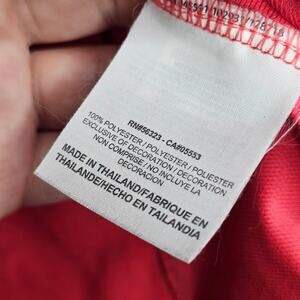 RN#56323 - CA#05553
100% POLYESTER / POLYESTER / POLIESTER
EXCLUSIVE OF DECORATION / DECORATION
NON COMPRISE / NO INCLUYE LA
DECORACION
MADE IN THAILAND/FABRIQUE EN
THAILANDE/HECHO EN TAILANDIA